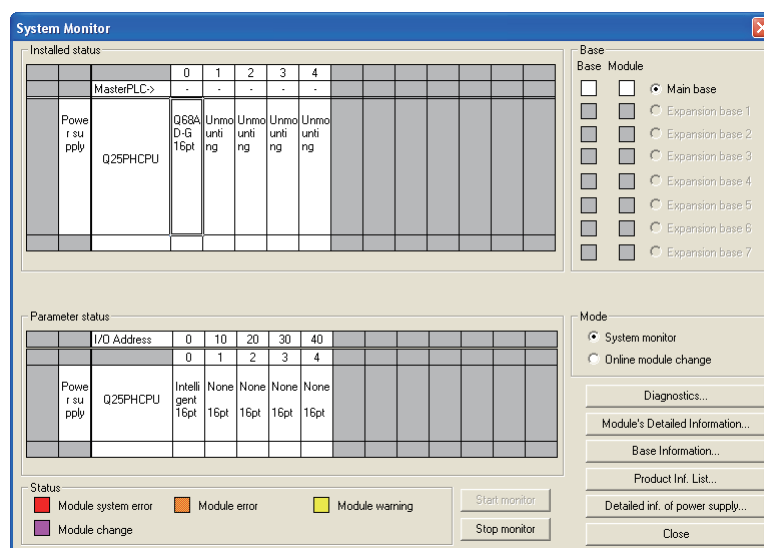 System Monitor
Installed status
0 1 2 3 4
MasterPLC-> - - - - -
Powe
r su
pply
Q25PHCPU
Q68A
D-G
16pt
Unmo
unti
ng
Unmo
unti
ng
Unmo
unti
ng
Unmo
unti
ng
Base
Base Module
Main base
Expansion base 1
Expansion base 2
Expansion base 3
Expansion base 4
Expansion base 5
Expansion base 6
Expansion base 7
Parameter status
I/O Address 0 10 20 30 40
0 1 2 3 4
Powe
r su
pply
Q25PHCPU
Intelli
gent
16pt
None
16pt
None
16pt
None
16pt
None
16pt
Mode
System monitor
Online module change
Diagnostics...
Module's Detailed Information...
Base Information...
Product Inf. List...
Detailed inf. of power supply...
Close
Status
Module system error
Module error
Module warning
Module change
Start monitor
Stop monitor